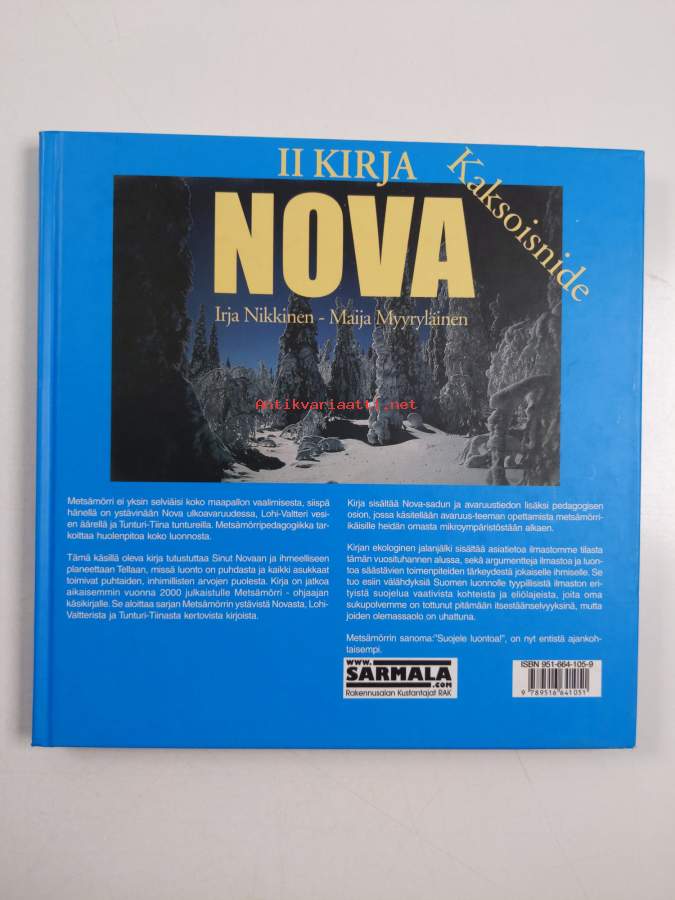 II KIRJA
Kaksoisnide
NOVA
Irja Nikkinen - Maija Myyryläinen
Antikvariaatti.net
Metsämörri ei yksin selviäisi koko maapallon vaalimisesta, siispä
hänellä on ystävinään Nova ulkoavaruudessa, Lohi-Valtteri vesi-
en äärellä ja Tunturi-Tiina tuntureilla. Metsämörripedagogiikka tar-
koittaa huolenpitoa koko luonnosta.
Tämä käsillä oleva kirja tutustuttaa Sinut Novaan ja ihmeelliseen
planeettaan Tellaan, missä luonto on puhdasta ja kaikki asukkaat
toimivat puhtaiden, inhimillisten arvojen puolesta. Kirja on jatkoa
aikaisemmin vuonna 2000 julkaistulle Metsämörri - ohjaajan
käsikirjalle. Se aloittaa sarjan Metsämörrin ystävistä Novasta, Lohi-
Valtterista ja Tunturi-Tiinasta kertovista kirjoista.
Kirja sisältää Nova-sadun ja avaruustiedon lisäksi pedagogisen
osion, jossa käsitellään avaruus-teeman opettamista metsämörri-
ikäisille heidän omasta mikroympäristöstään alkaen.
Kirjan ekologinen jalanjälki sisältää asiatietoa ilmastomme tilasta
tämän vuosituhannen alussa, sekä argumentteja ilmastoa ja luon-
toa säästävien toimenpiteiden tärkeydestä jokaiselle ihmiselle. Se
tuo esiin välähdyksiä Suomen luonnolle tyypillisistä ilmaston eri-
tyistä suojelua vaativista kohteista ja eliölajeista, joita oma
sukupolvemme on tottunut pitämään itsestäänselvyyksinä, mutta
joiden olemassaolo on uhattuna.
Metsämörrin sanoma:"Suojele luontoa!", on nyt entistä ajankoh-
taisempi.
www.
SARMALA
.com
Rakennusalan Kustantajat RAK
ISBN 951-664-105-9
9 789516 641051